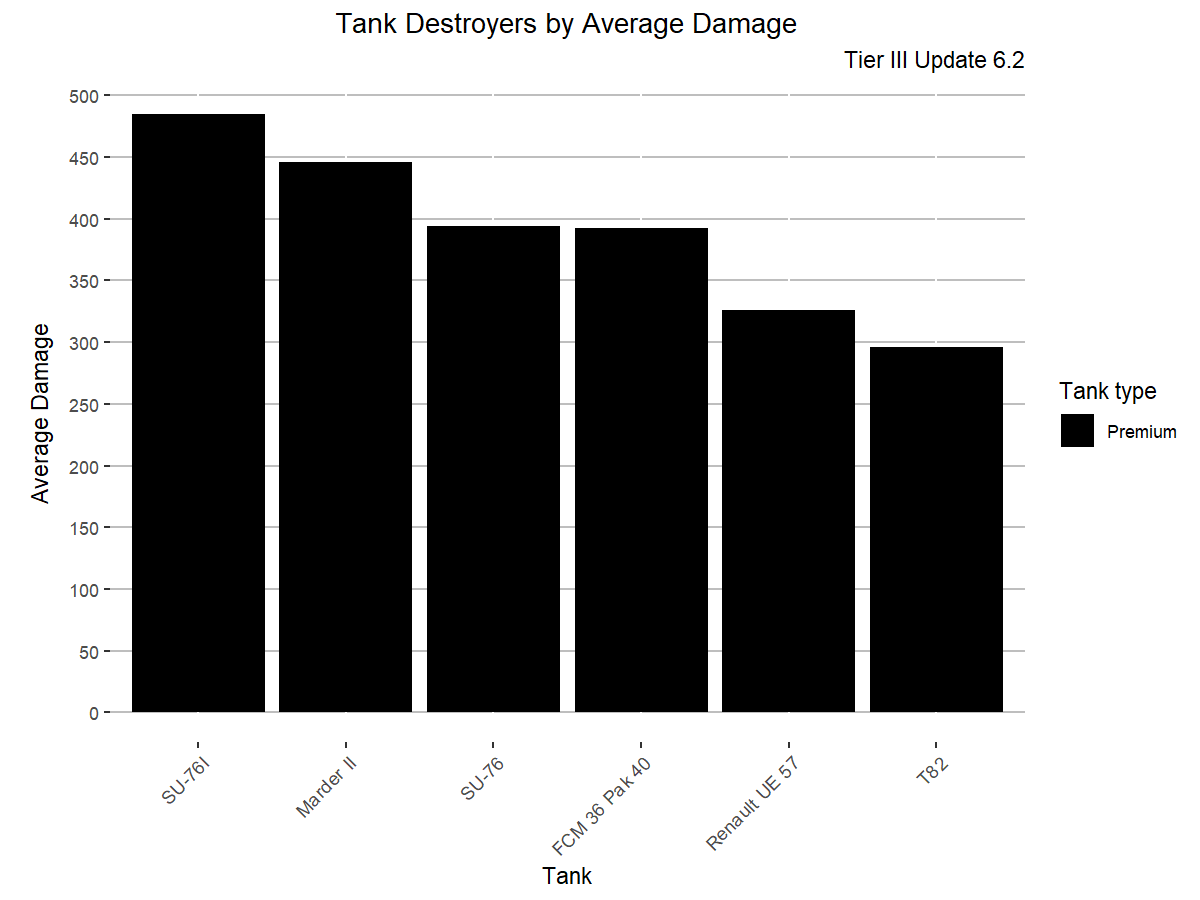 Tank Destroyers by Average Damage
Tier III Update 6.2
500
450
400
350
300
250
200
150
100
50
0
Average Damage
SU-76I
Marder II
SU-76
FCM 36 Pak 40
Renault UE 57
T82
Tank
Tank type
Premium